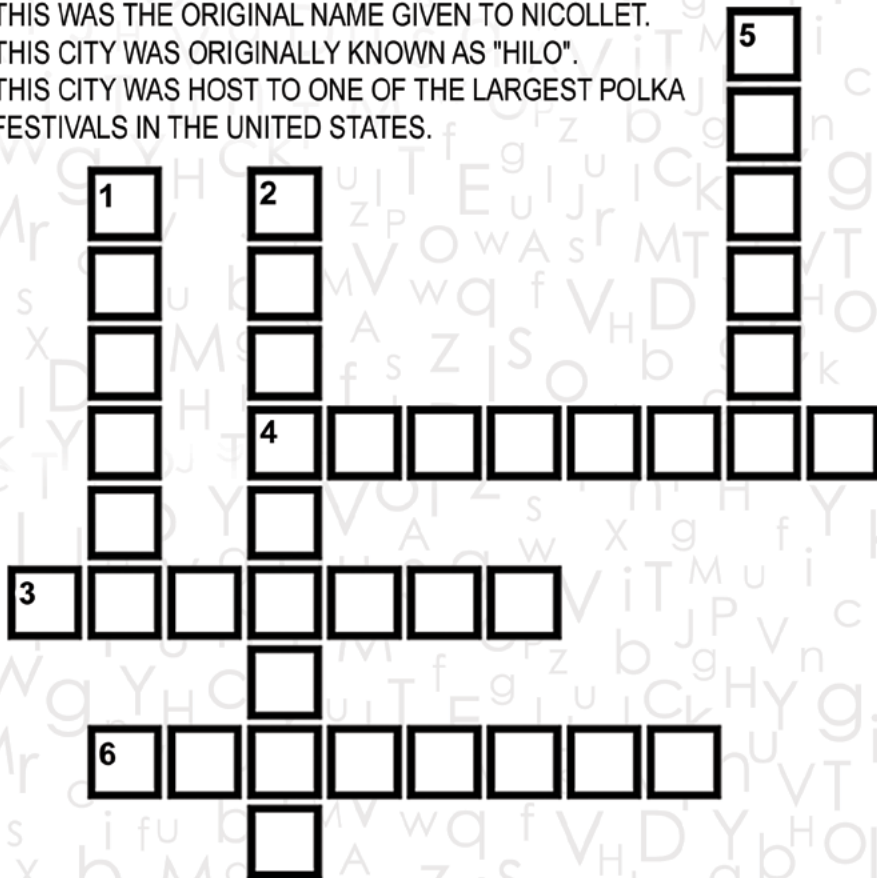 THIS WAS THE ORIGINAL NAME GIVEN TO NICOLLET.
THIS CITY WAS ORIGINALLY KNOWN AS "HILO".
THIS CITY WAS HOST TO ONE OF THE LARGEST POLKA
FESTIVALS IN THE UNITED STATES.
5
1 2
4
3
6